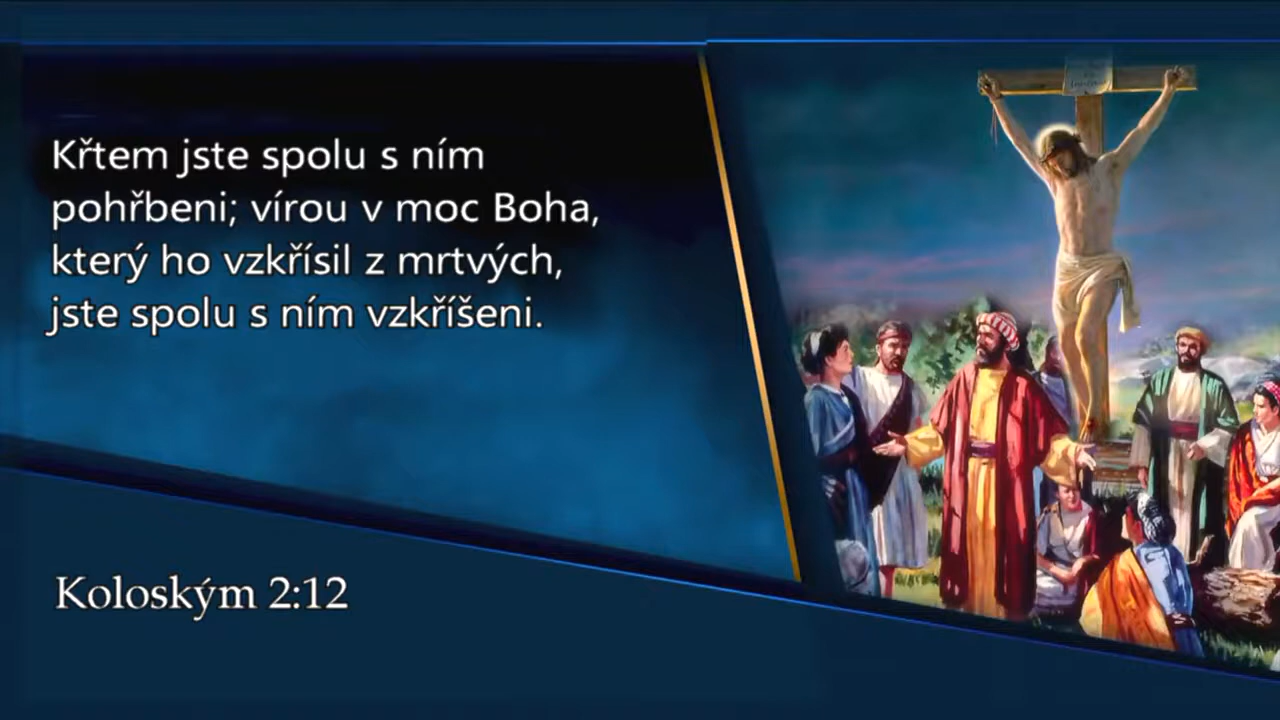 Křtem jste spolu s ním
pohřbeni; vírou v moc Boha,
který ho vzkřísil z mrtvých,
jste spolu s ním vzkříšeni.
Koloským 2:12